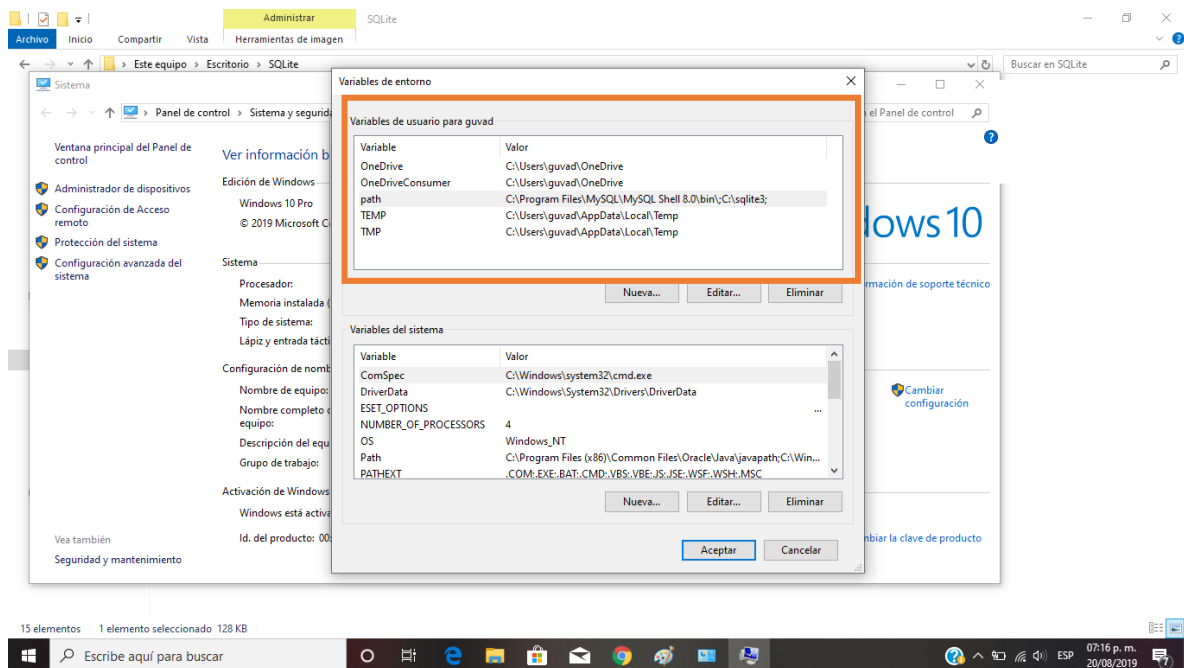 Administrar
SQLite
Archivo Inicio Compartir Vista Herramientas de imagen
Este equipo > Escritorio > SQLite
Buscar en SQLite
Sistema
Panel de control > Sistema y segurida
el Panel de control
Ventana principal del Panel de control
Administrador de dispositivos
Configuración de Acceso remoto
Protección del sistema
Configuración avanzada del sistema
Vea también
Seguridad y mantenimiento
Ver información b
Edición de Windows
Windows 10 Pro
© 2019 Microsoft Co
Sistema
Procesador:
Memoria instalada (
Tipo de sistema:
Lápiz y entrada tácti
Configuración de nomb
Nombre de equipo:
Nombre completo d
equipo:
Descripción del equ
Grupo de trabajo:
Activación de Windows
Windows está activa
Id. del producto: 00
dows 10
rmación de soporte técnico
Cambiar configuración
mbiar la clave de producto
Variables de entorno
Variables de usuario para guvad
Variable Valor
OneDrive C:\Users\guvad\OneDrive
OneDriveConsumer C:\Users\guvad\OneDrive
path C:\Program Files\MySQL\MySQL Shell 8.0\bin\;C:\sqlite3;
TEMP C:\Users\guvad\AppData\Local\Temp
TMP C:\Users\guvad\AppData\Local\Temp
Nueva... Editar... Eliminar
Variables del sistema
Variable Valor
ComSpec C:\Windows\system32\cmd.exe
DriverData C:\Windows\System32\Drivers\DriverData
ESET_OPTIONS ...
NUMBER_OF_PROCESSORS 4
OS Windows_NT
Path C:\Program Files (x86)\Common Files\Oracle\Java\javapath;C:\Win...
PATHEXT .COM;.EXE;.BAT;.CMD;.VBS;.VBE;.JS;.JSE;.WSF;.WSH;.MSC
Nueva... Editar... Eliminar
Aceptar Cancelar
15 elementos 1 elemento seleccionado 128 KB
Escribe aquí para buscar
ESP
07:16 p. m.
20/08/2019
7